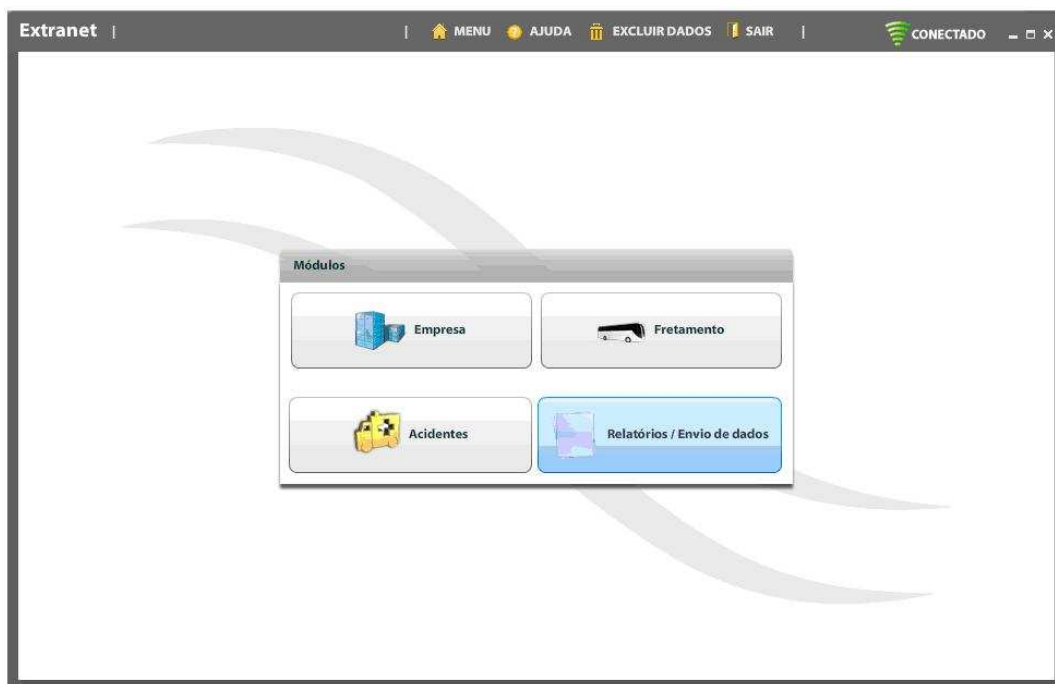 Extranet | | MENU AJUDA EXCLUIR DADOS SAIR | CONECTADO
Módulos
Empresa Fretamento
Acidentes Relatórios / Envio de dados